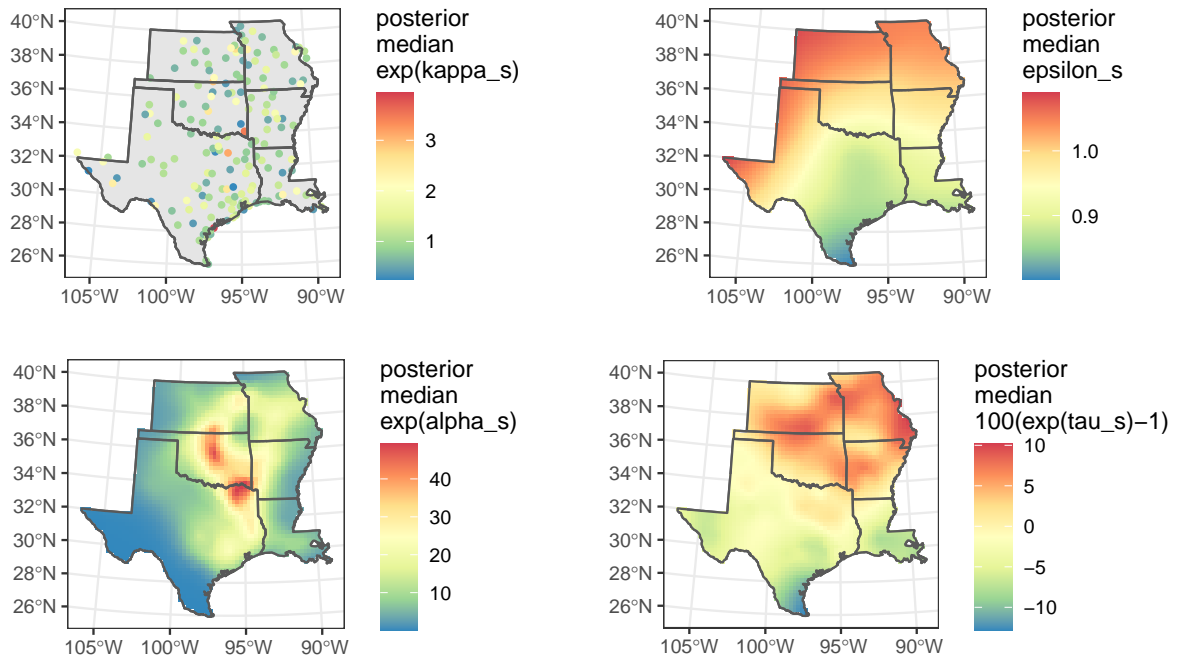 40°N
38°N
36°N
34°N
32°N
30°N
28°N
26°N
105°W 100°W 95°W 90°W
posterior
median
exp(kappa_s)
3
2
1
40°N
38°N
36°N
34°N
32°N
30°N
28°N
26°N
105°W 100°W 95°W 90°W
posterior
median
epsilon_s
1.0
0.9
40°N
38°N
36°N
34°N
32°N
30°N
28°N
26°N
105°W 100°W 95°W 90°W
posterior
median
exp(alpha_s)
40
30
20
10
40°N
38°N
36°N
34°N
32°N
30°N
28°N
26°N
105°W 100°W 95°W 90°W
posterior
median
100(exp(tau_s)−1)
10
5
0
−5
−10